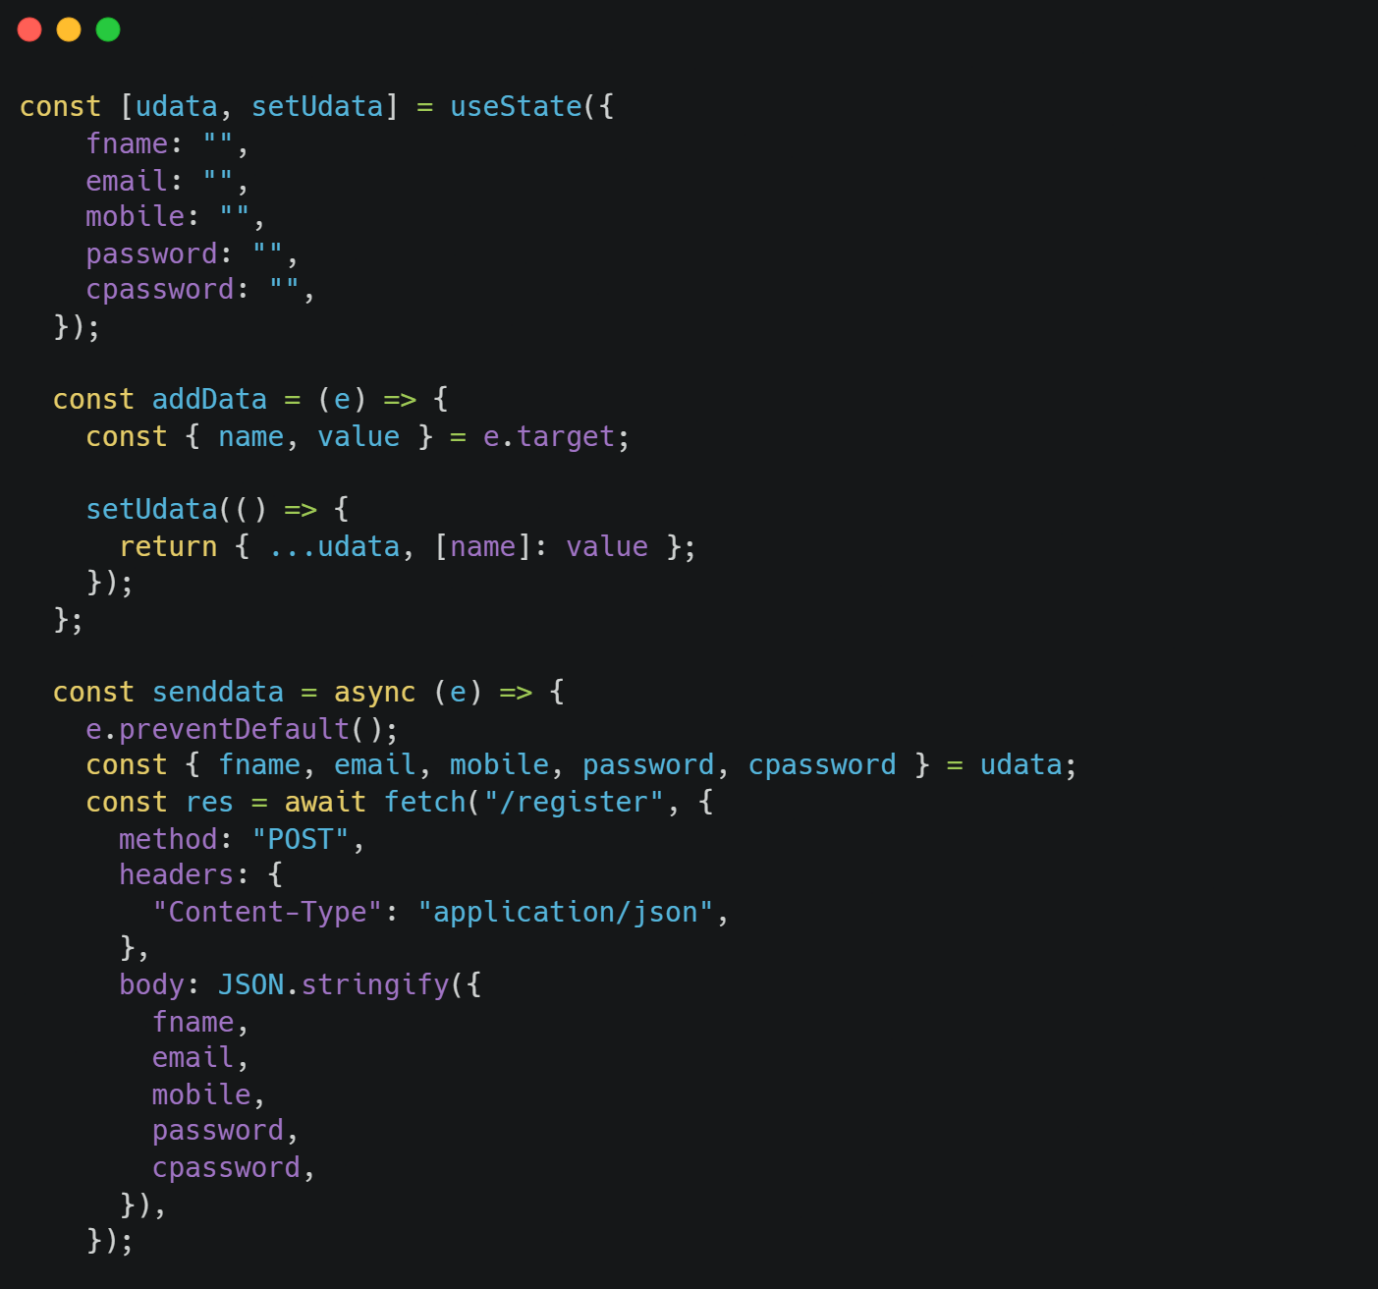 const [udata, setUdata] = useState({
    fname: "",
    email: "",
    mobile: "",
    password: "",
    cpassword: "",
  });

  const addData = (e) => {
    const { name, value } = e.target;

    setUdata(() => {
      return { ...udata, [name]: value };
    });
  };

  const senddata = async (e) => {
    e.preventDefault();
    const { fname, email, mobile, password, cpassword } = udata;
    const res = await fetch("/register", {
      method: "POST",
      headers: {
        "Content-Type": "application/json",
      },
      body: JSON.stringify({
        fname,
        email,
        mobile,
        password,
        cpassword,
      }),
    });